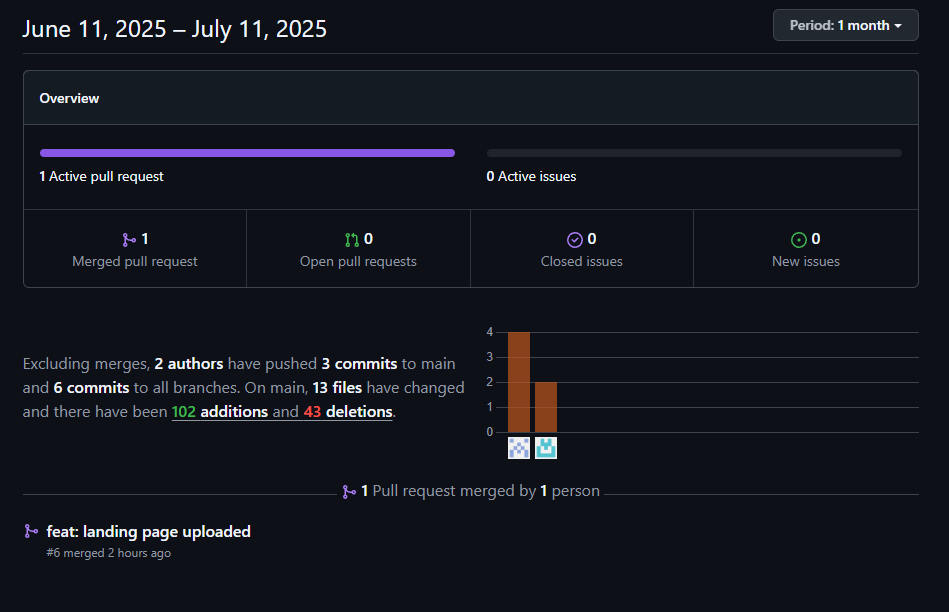 June 11, 2025 – July 11, 2025
Period: 1 month
Overview
1 Active pull request
0 Active issues
1
Merged pull request
0
Open pull requests
0
Closed issues
0
New issues
Excluding merges, 2 authors have pushed 3 commits to main
and 6 commits to all branches. On main, 13 files have changed
and there have been 102 additions and 43 deletions.
4
3
2
1
0
1 Pull request merged by 1 person
feat: landing page uploaded
#6 merged 2 hours ago